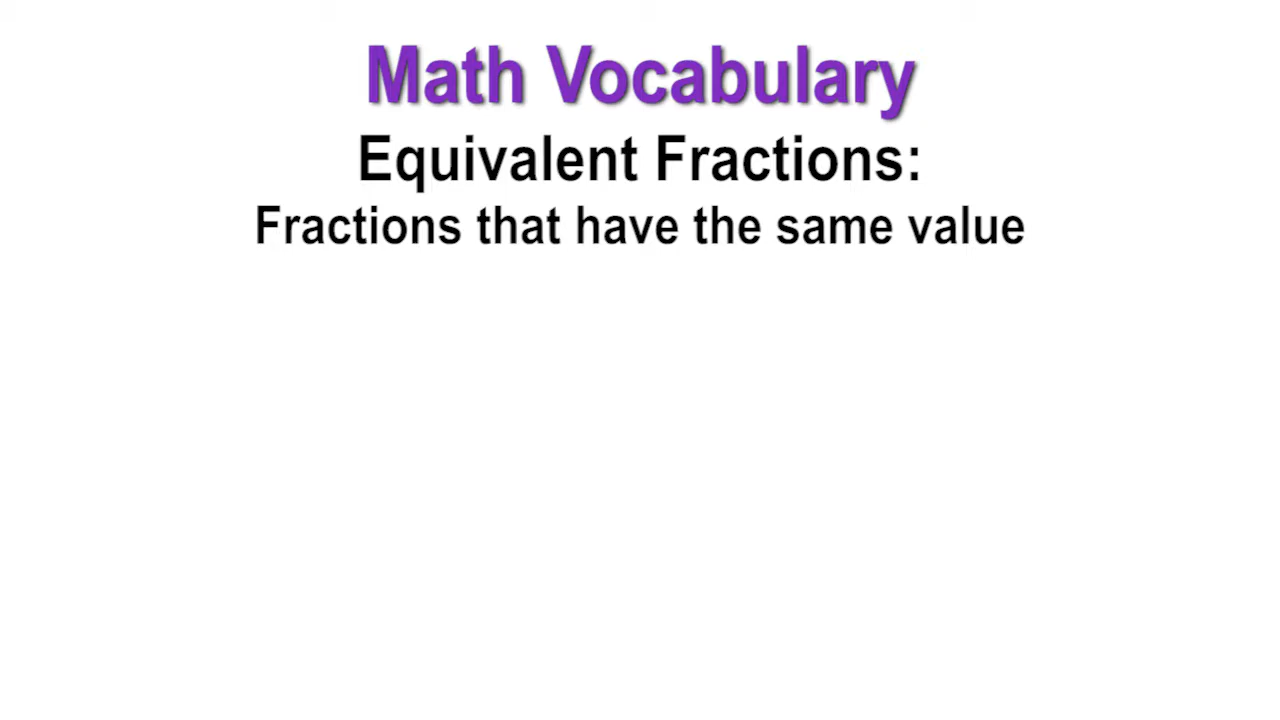 Math Vocabulary
Equivalent Fractions:
Fractions that have the same value